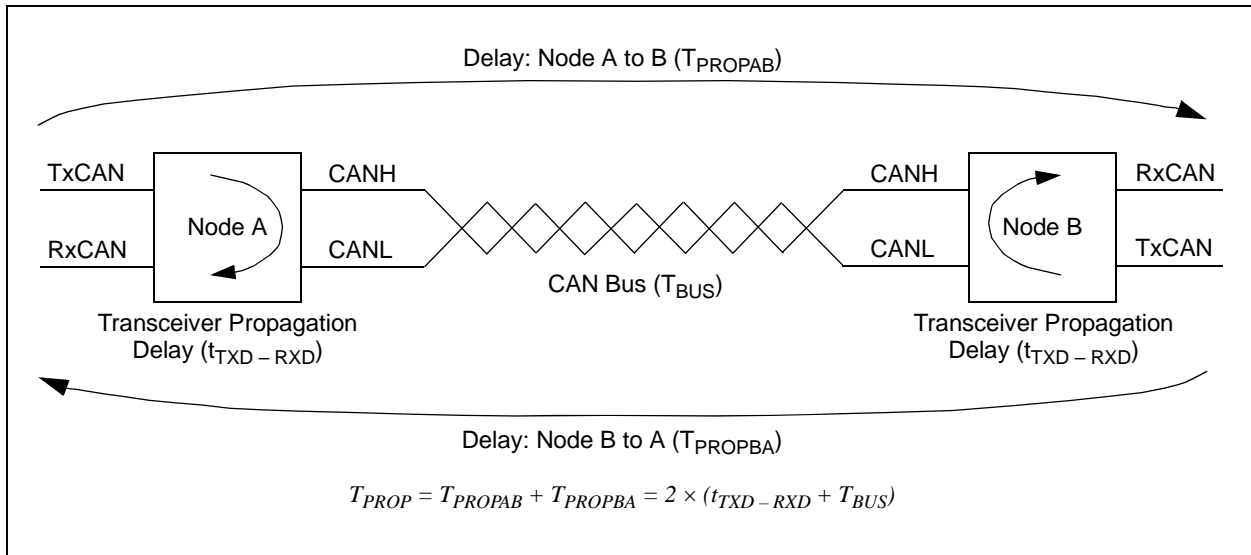 Delay: Node A to B (TPROPAB)
TxCAN
CANH
CANH
RxCAN
Node A
Node B
RxCAN
CANL
CANL
TxCAN
CAN Bus (TBUS)
Transceiver Propagation
Delay (tTXD – RXD)
Transceiver Propagation
Delay (tTXD – RXD)
Delay: Node B to A (TPROPBA)
TPROP = TPROPAB + TPROPBA = 2 × (tTXD – RXD + TBUS)